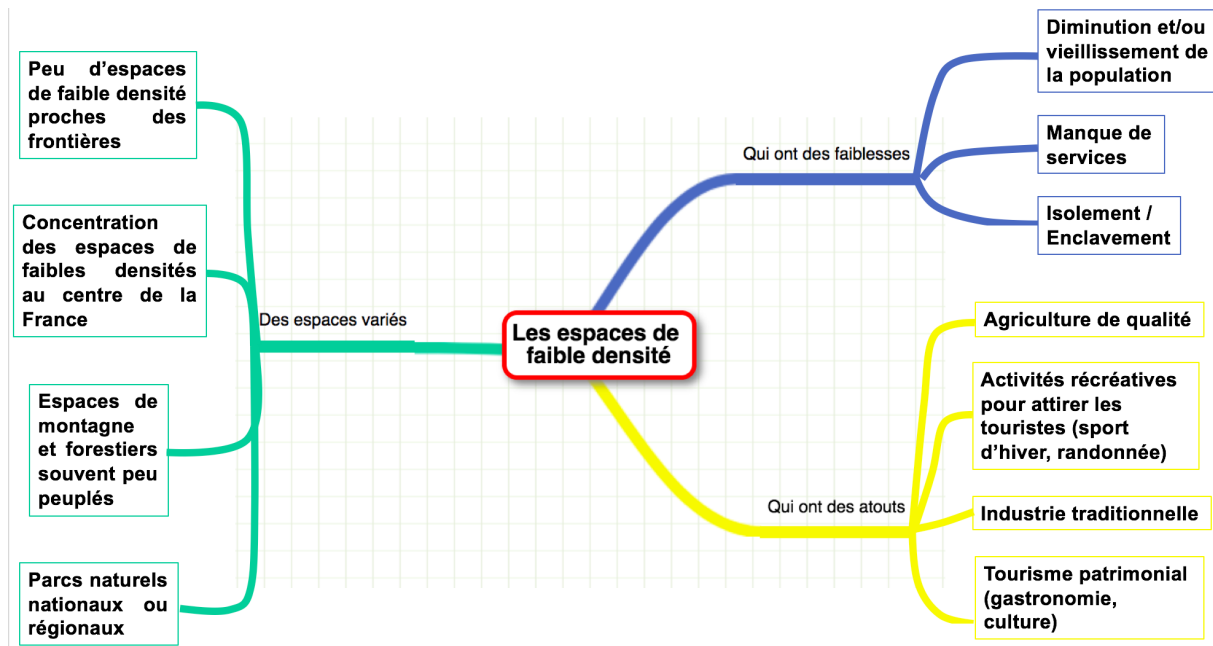 Peu d’espaces
de faible densité
proches des
frontières
Concentration
des espaces de
faibles densités
au centre de la
France
Espaces de
montagne
et forestiers
souvent peu
peuplés
Parcs naturels
nationaux ou
régionaux
Des espaces variés
Les espaces de
faible densité
Qui ont des faiblesses
Diminution et/ou
vieillissement de
la population
Manque de
services
Isolement /
Enclavement
Qui ont des atouts
Agriculture de qualité
Activités récréatives
pour attirer les
touristes (sport
d’hiver, randonnée)
Industrie traditionnelle
Tourisme patrimonial
(gastronomie,
culture)